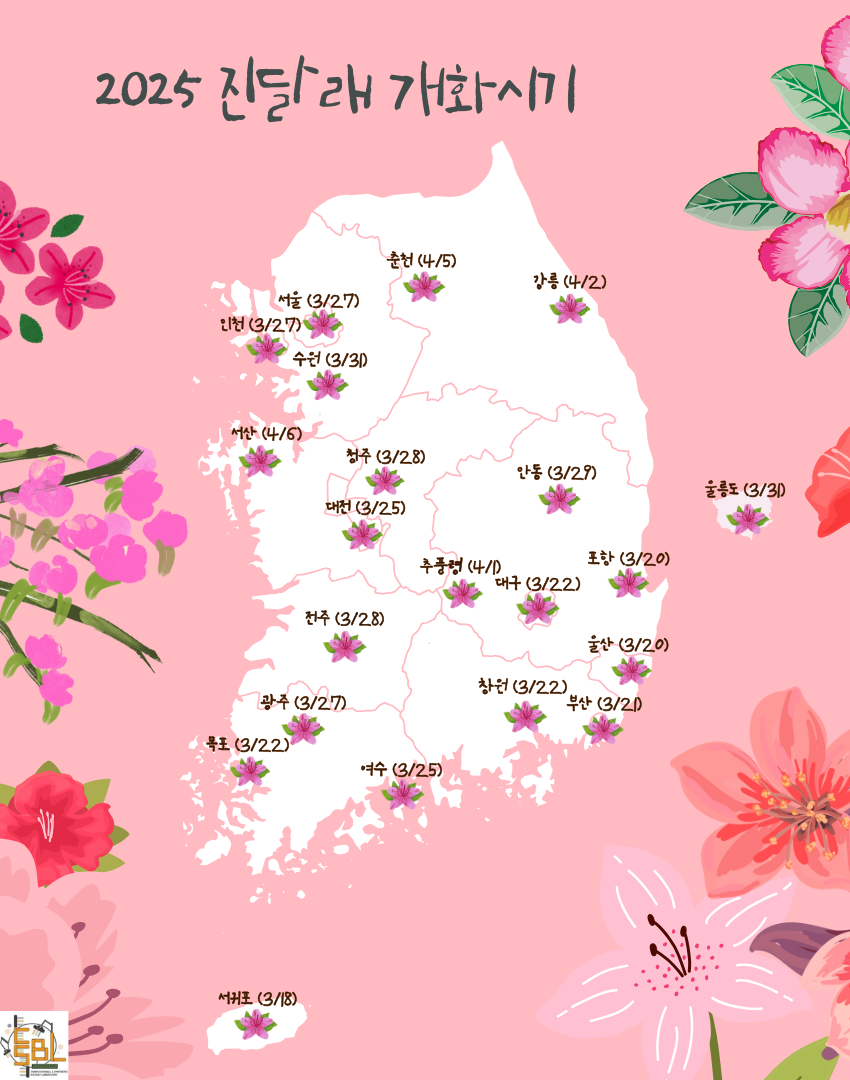 2025 진달래 개화시기
춘천 (4/5)
강릉 (4/2)
서울 (3/27)
인천 (3/27)
수원 (3/31)
서산 (4/6)
청주 (3/28)
안동 (3/29)
울릉도 (3/31)
대전 (3/25)
포항 (3/20)
추풍령 (4/1)
대구 (3/22)
전주 (3/28)
울산 (3/20)
창원 (3/22)
부산 (3/21)
광주 (3/27)
목포 (3/22)
여수 (3/25)
서귀포 (3/18)
SBL